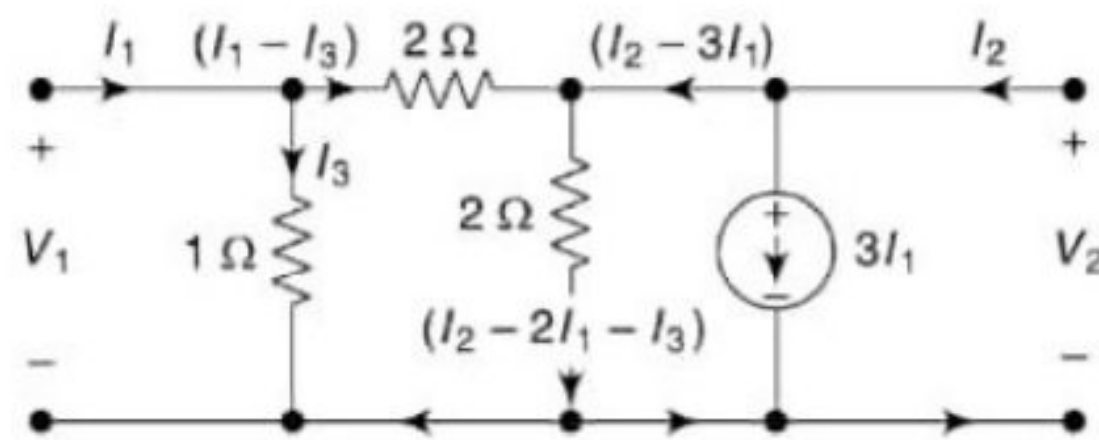 I₁ (I₁ – I₃) 2 Ω (I₂ – 3I₁) I₂
+ I₃ +
2 Ω +
V₁ 1 Ω 3I₁ V₂
–
– (I₂ – 2I₁ – I₃) –